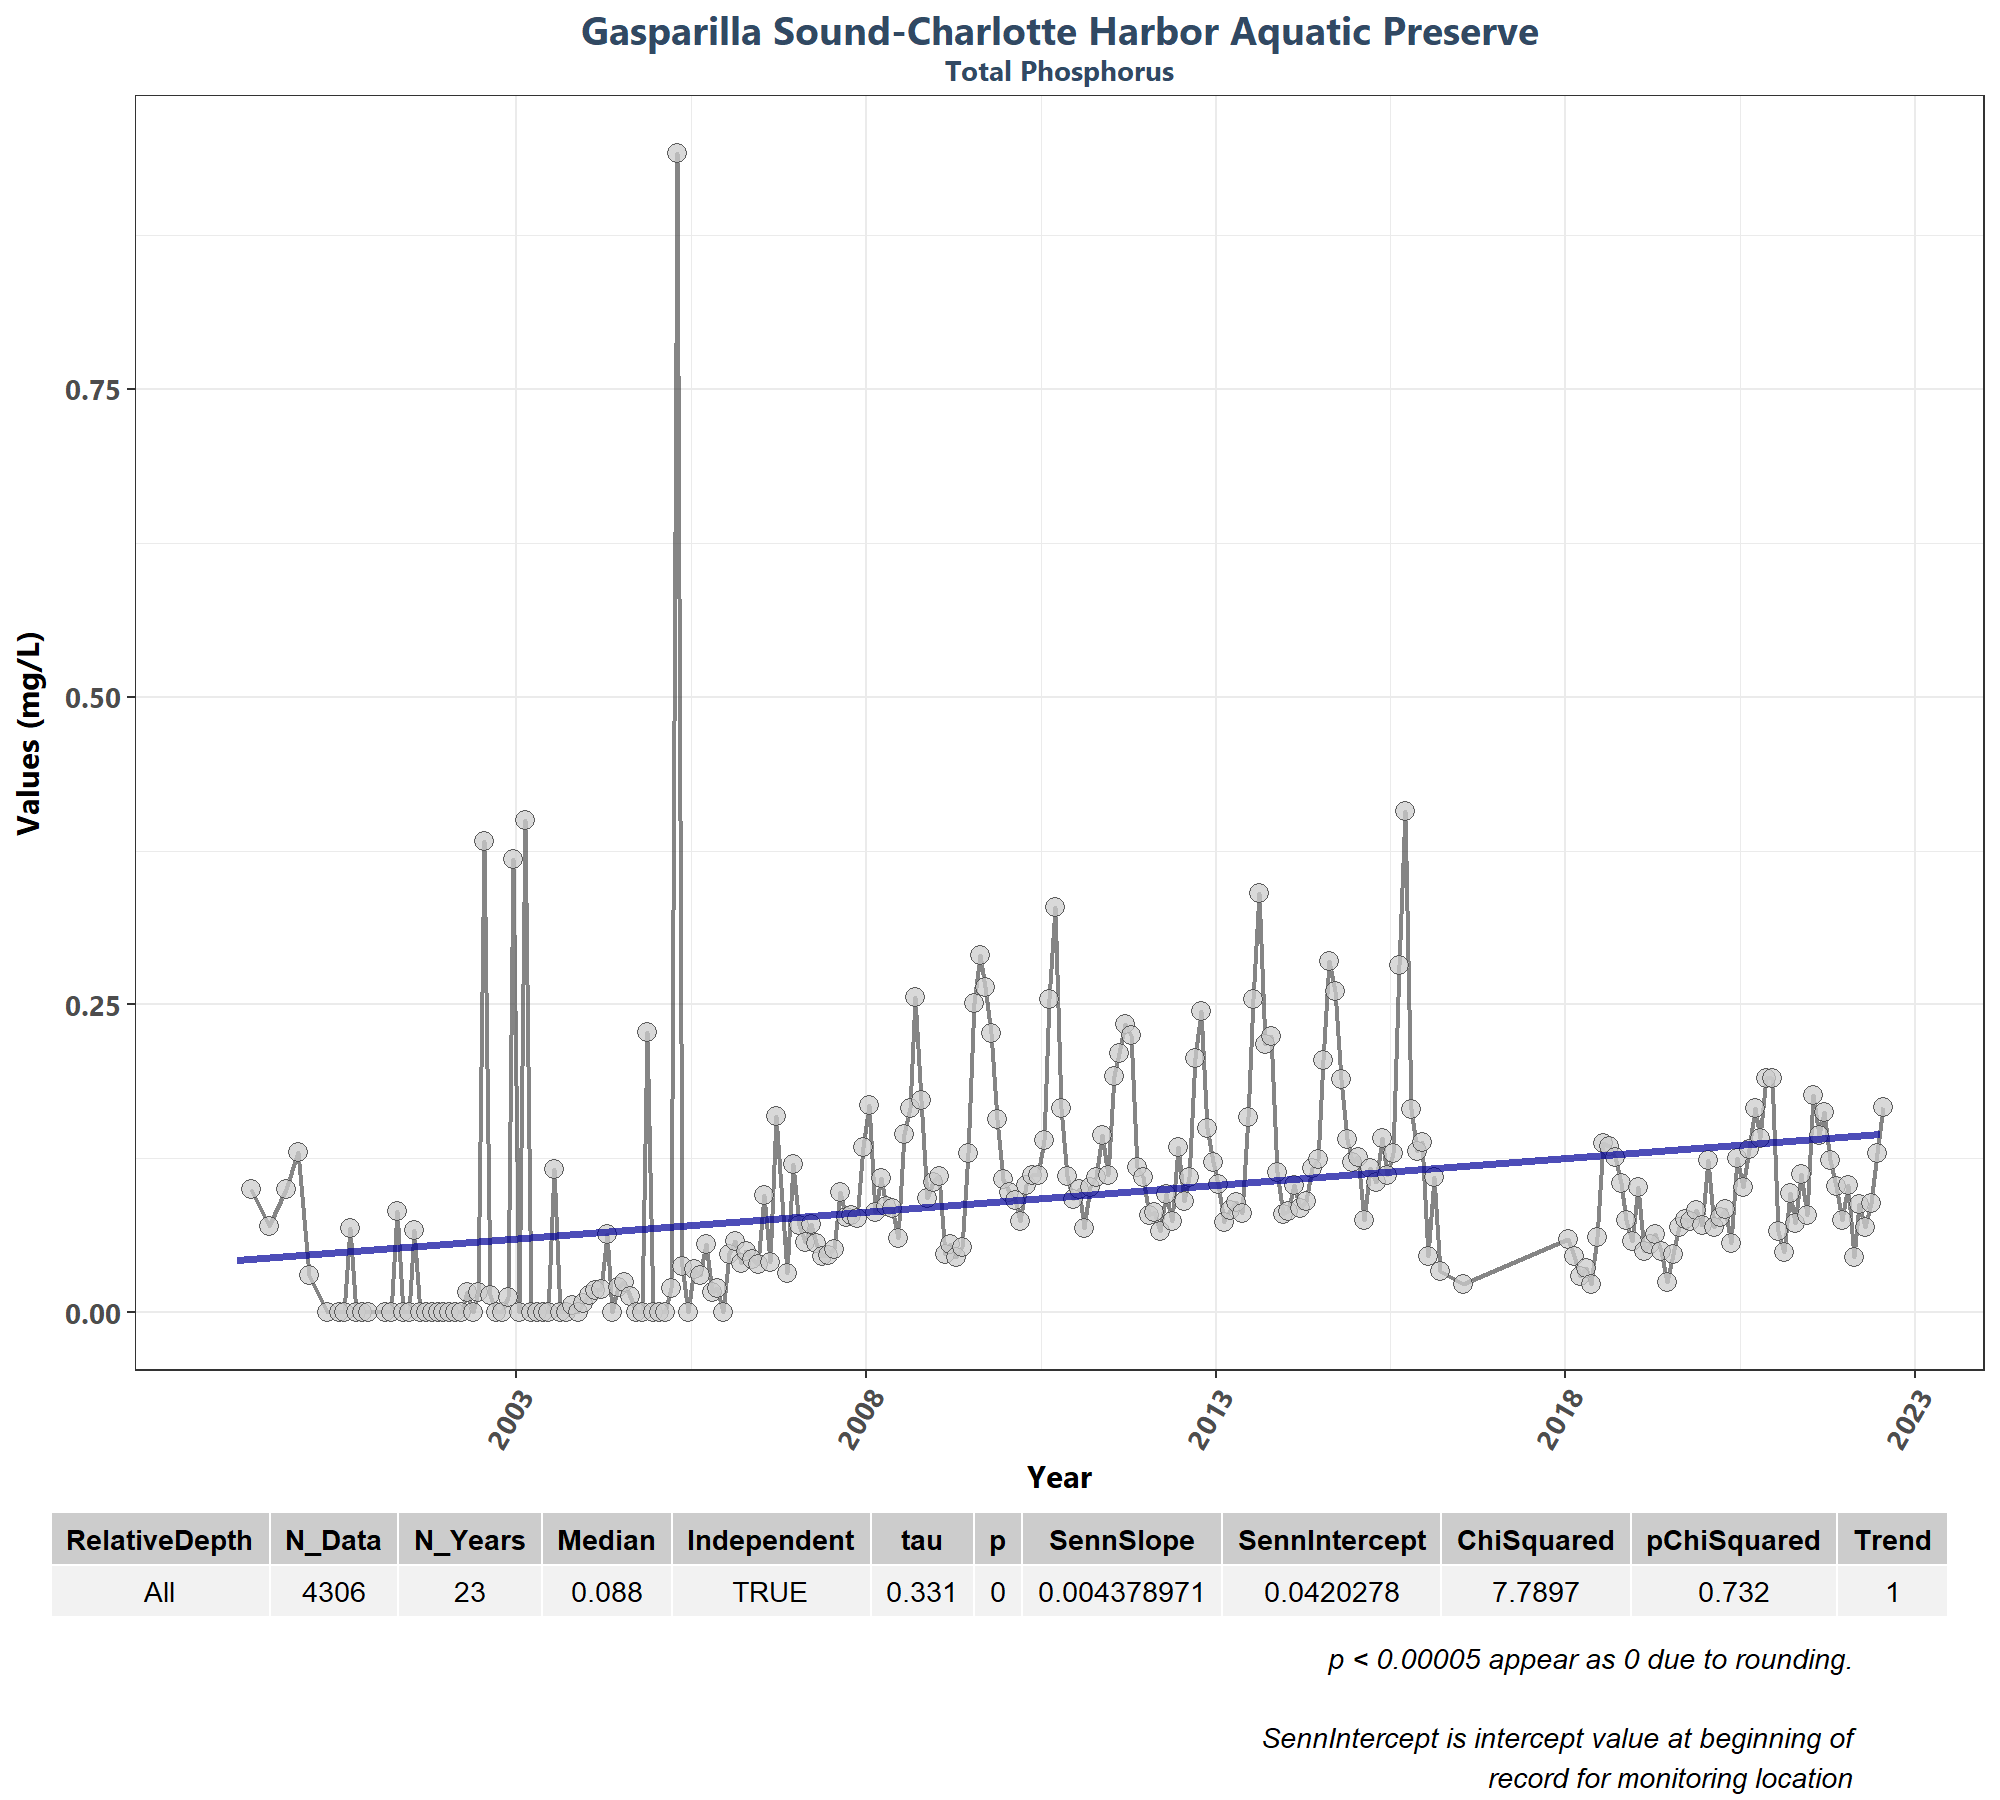 Gasparilla Sound-Charlotte Harbor Aquatic Preserve
Total Phosphorus
Values (mg/L)
0.75
0.50
0.25
0.00
2003 2008 2013 2018 2023
Year
RelativeDepth N_Data N_Years Median Independent tau p SennSlope SennIntercept ChiSquared pChiSquared Trend
All 4306 23 0.088 TRUE 0.331 0 0.004378971 0.0420278 7.7897 0.732 1
p < 0.00005 appear as 0 due to rounding.
SennIntercept is intercept value at beginning of
record for monitoring location